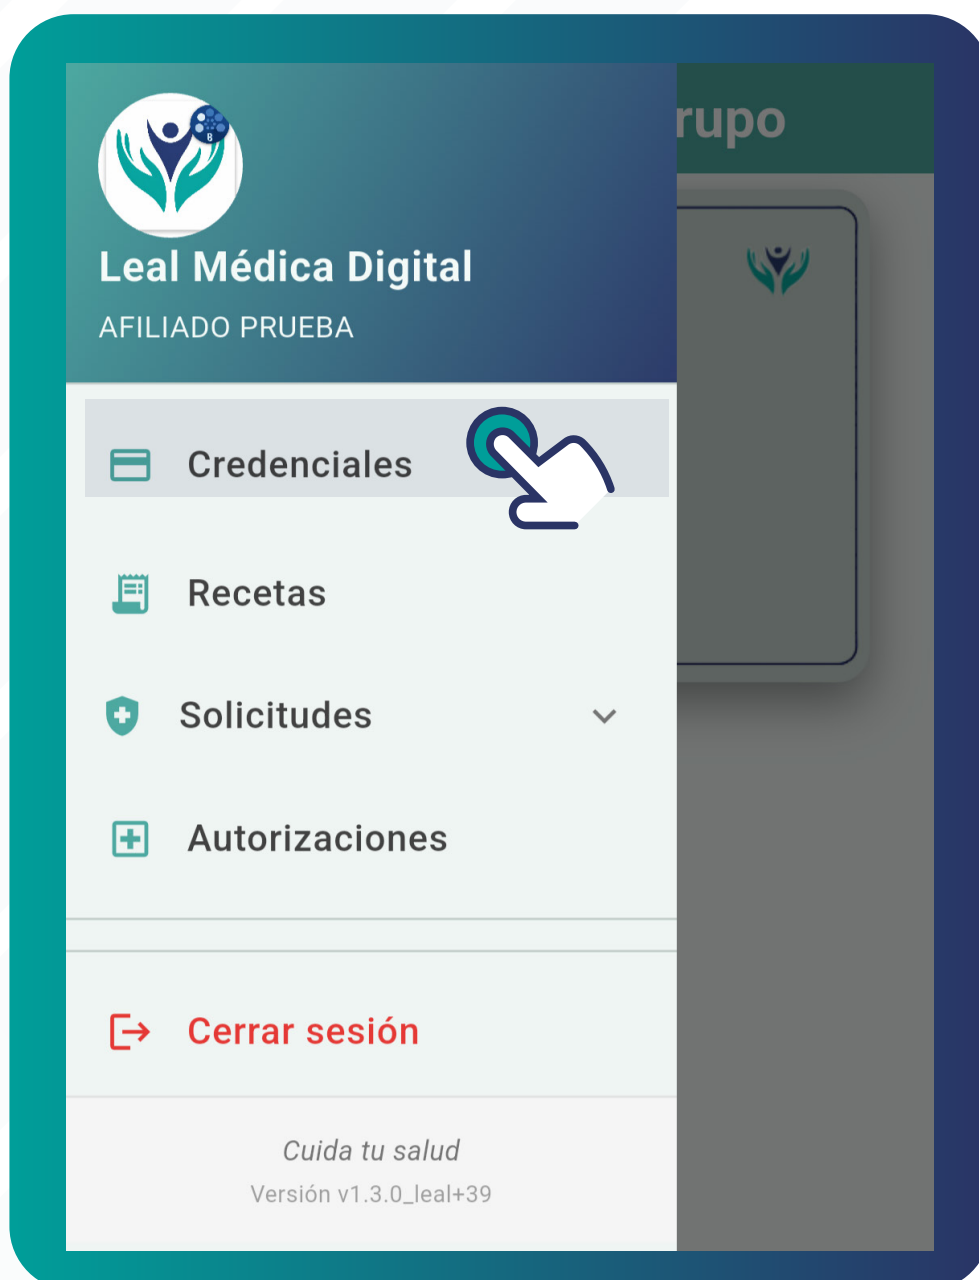 rupo
Leal Médica Digital
AFILIADO PRUEBA
Credenciales
Recetas
Solicitudes
Autorizaciones
Cerrar sesión
Cuida tu salud
Versión v1.3.0_leal+39